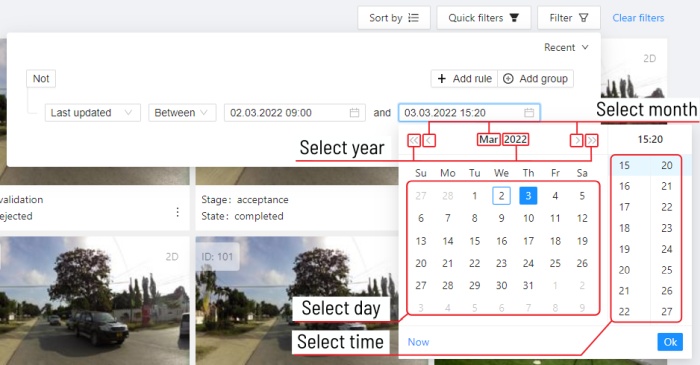 Sort by
Quick filters
Filter
Clear filters
Recent
2D
Not
Add rule
Add group
Last updated
Between
02.03.2022 09:00
and
03.03.2022 15:20
Select month
Select year
Mar 2022
15:20
Su Mo Tu We Th Fr Sa
27 28 1 2 3 4 5
6 7 8 9 10 11 12
13 14 15 16 17 18 19
20 21 22 23 24 25 26
27 28 29 30 31 1 2
3 4 5 6 7 8 9
15 20
16 21
17 22
18 23
19 24
20 25
21 26
22 27
validation
ejected
Stage: acceptance
State: completed
2D
ID: 101
Select day
Select time
Now
Ok